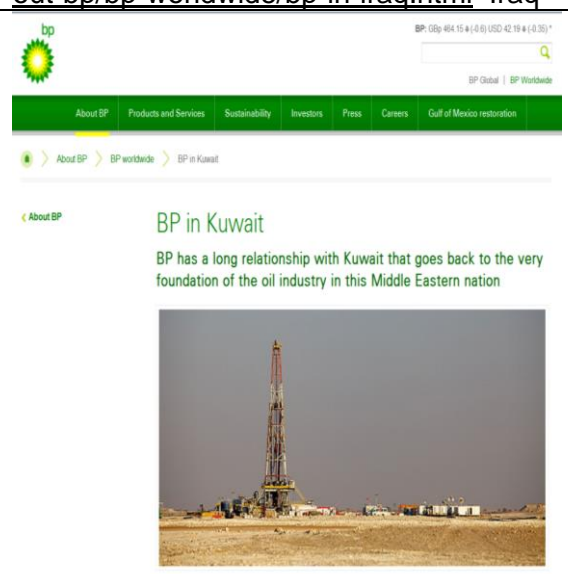 out-bp/bp-worldwide/bp-in-iraq.html Iraq
bp
BP: GBp 464.15 (-0.6) USD 42.19 (-0.35) *
BP Global | BP Worldwide
About BP Products and Services Sustainability Investors Press Careers Gulf of Mexico restoration
About BP BP worldwide BP in Kuwait
About BP
BP in Kuwait
BP has a long relationship with Kuwait that goes back to the very
foundation of the oil industry in this Middle Eastern nation